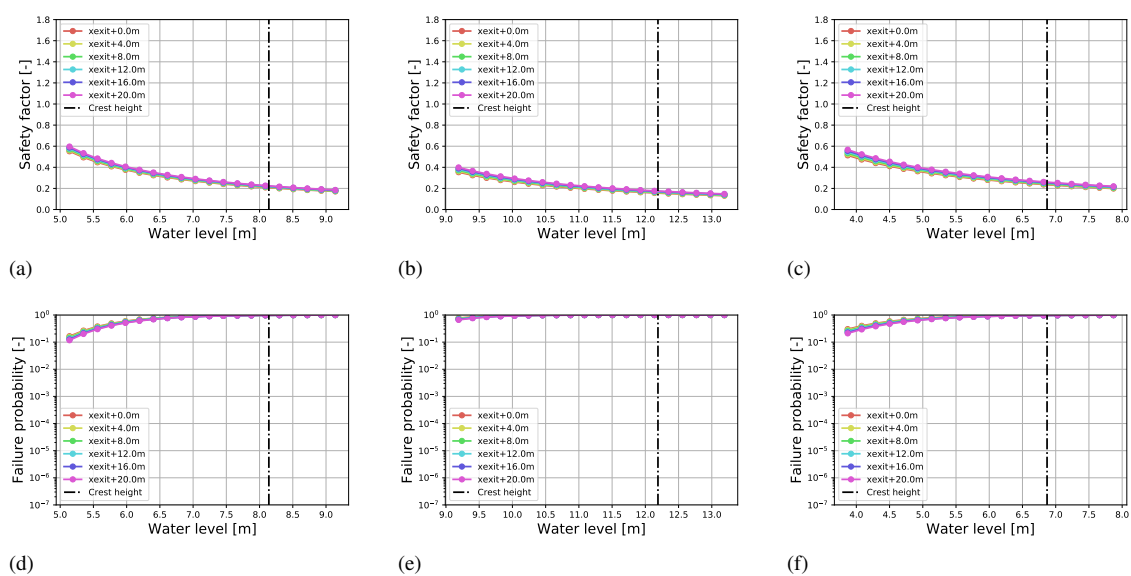 1.8
1.6
1.4
1.2
1.0
0.8
0.6
0.4
0.2
0.0
Safety factor [-]
xexit+0.0m
xexit+4.0m
xexit+8.0m
xexit+12.0m
xexit+16.0m
xexit+20.0m
Crest height
5.0 5.5 6.0 6.5 7.0 7.5 8.0 8.5 9.0
Water level [m]
(a)
1.8
1.6
1.4
1.2
1.0
0.8
0.6
0.4
0.2
0.0
Safety factor [-]
xexit+0.0m
xexit+4.0m
xexit+8.0m
xexit+12.0m
xexit+16.0m
xexit+20.0m
Crest height
9.0 9.5 10.0 10.5 11.0 11.5 12.0 12.5 13.0
Water level [m]
(b)
1.8
1.6
1.4
1.2
1.0
0.8
0.6
0.4
0.2
0.0
Safety factor [-]
xexit+0.0m
xexit+4.0m
xexit+8.0m
xexit+12.0m
xexit+16.0m
xexit+20.0m
Crest height
4.0 4.5 5.0 5.5 6.0 6.5 7.0 7.5 8.0
Water level [m]
(c)
10⁰
10⁻¹
10⁻²
10⁻³
10⁻⁴
10⁻⁵
10⁻⁶
10⁻⁷
Failure probability [-]
xexit+0.0m
xexit+4.0m
xexit+8.0m
xexit+12.0m
xexit+16.0m
xexit+20.0m
Crest height
5.0 5.5 6.0 6.5 7.0 7.5 8.0 8.5 9.0
Water level [m]
(d)
10⁰
10⁻¹
10⁻²
10⁻³
10⁻⁴
10⁻⁵
10⁻⁶
10⁻⁷
Failure probability [-]
xexit+0.0m
xexit+4.0m
xexit+8.0m
xexit+12.0m
xexit+16.0m
xexit+20.0m
Crest height
9.0 9.5 10.0 10.5 11.0 11.5 12.0 12.5 13.0
Water level [m]
(e)
10⁰
10⁻¹
10⁻²
10⁻³
10⁻⁴
10⁻⁵
10⁻⁶
10⁻⁷
Failure probability [-]
xexit+0.0m
xexit+4.0m
xexit+8.0m
xexit+12.0m
xexit+16.0m
xexit+20.0m
Crest height
4.0 4.5 5.0 5.5 6.0 6.5 7.0 7.5 8.0
Water level [m]
(f)